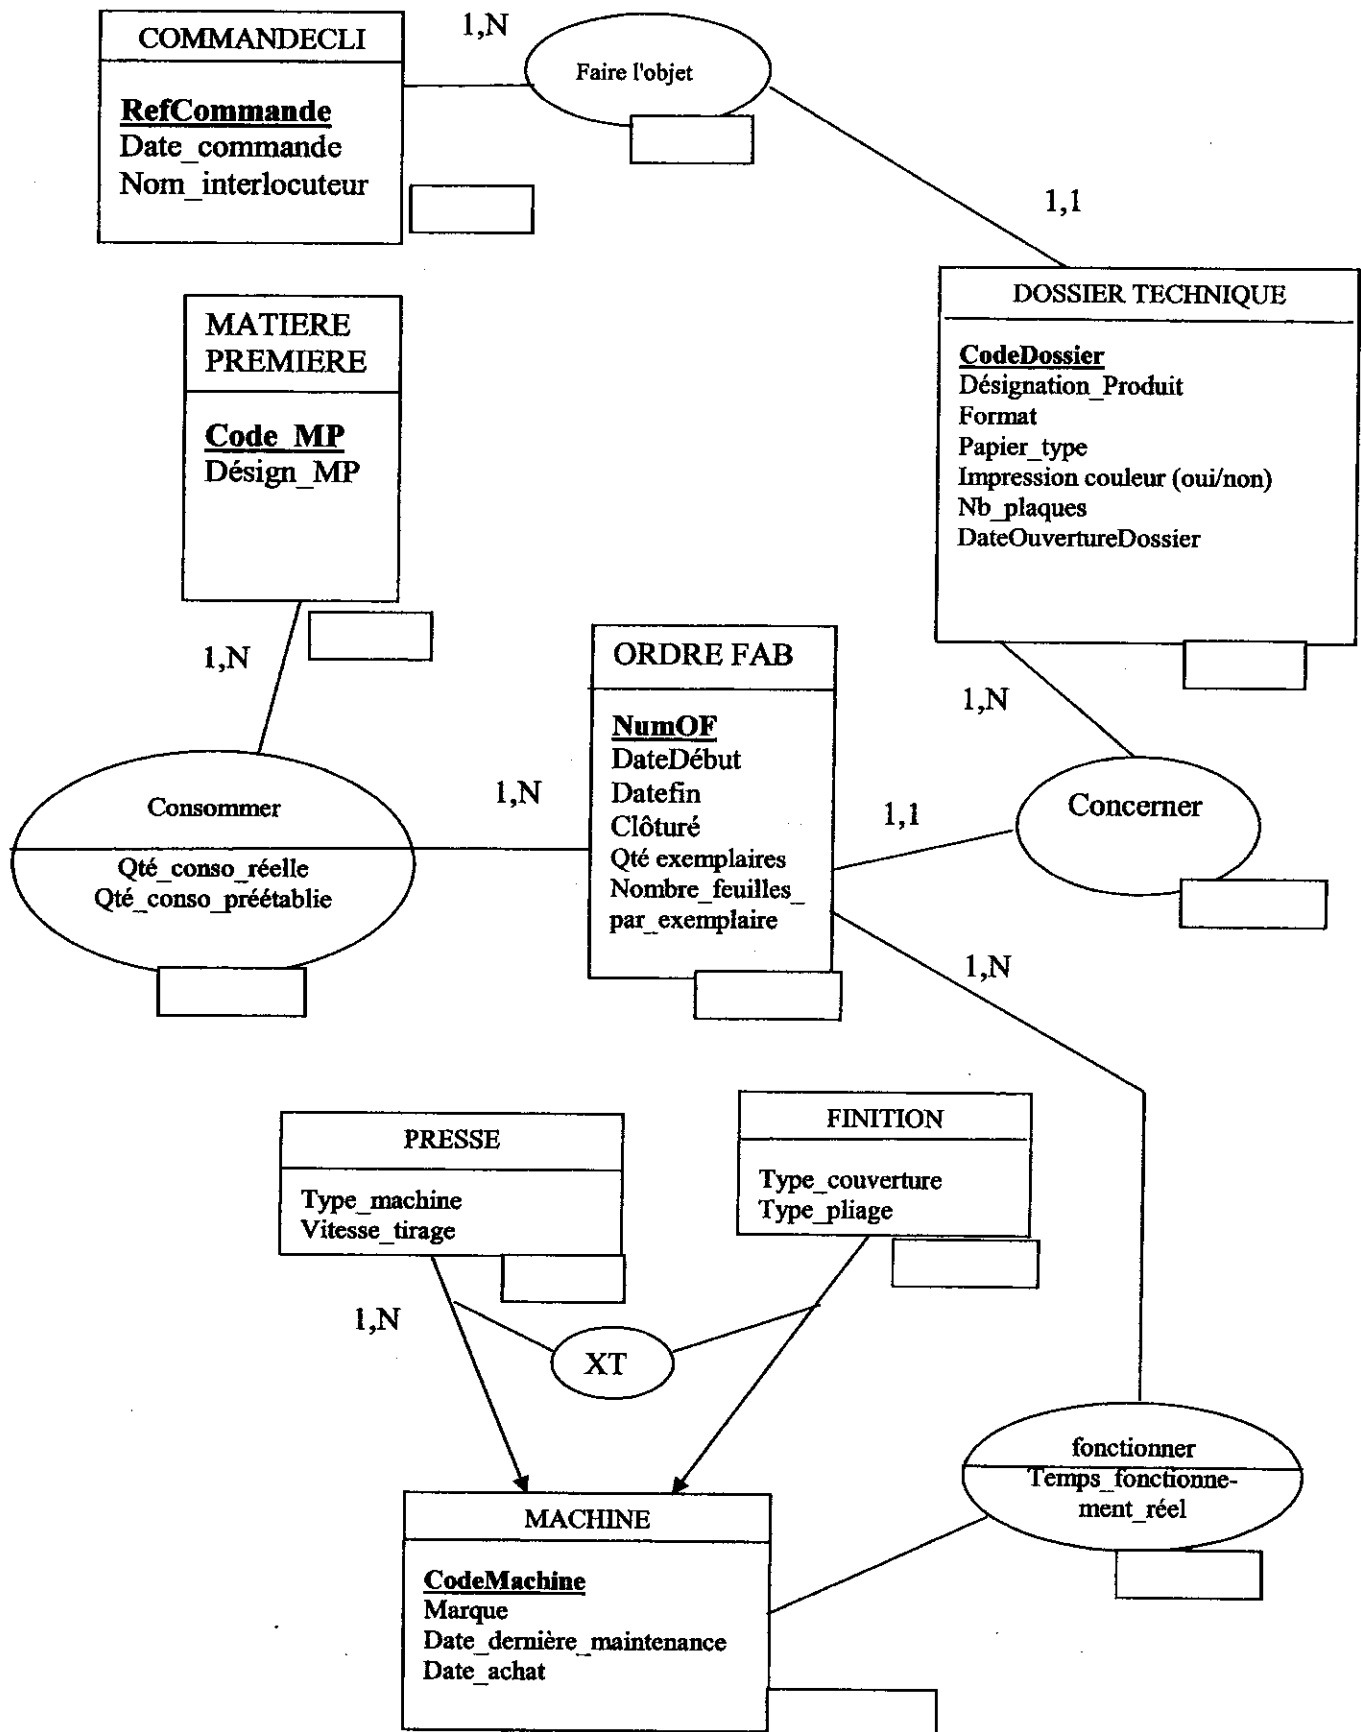 COMMANDECLI
RefCommande
Date_commande
Nom_interlocuteur
1,N
Faire l'objet
1,1
DOSSIER TECHNIQUE
CodeDossier
Désignation_Produit
Format
Papier_type
Impression couleur (oui/non)
Nb_plaques
DateOuvertureDossier
MATIERE
PREMIERE
Code_MP
Désign_MP
1,N
Consommer
Qté_conso_réelle
Qté_conso_préétablie
1,N
ORDRE FAB
NumOF
DateDébut
Datefin
Clôturé
Qté exemplaires
Nombre_feuilles_
par_exemplaire
1,N
Concerner
1,1
1,N
PRESSE
Type_machine
Vitesse_tirage
FINITION
Type_couverture
Type_pliage
1,N
XT
fonctionner
Temps_fonctionne-
ment_réel
MACHINE
CodeMachine
Marque
Date_dernière_maintenance
Date_achat